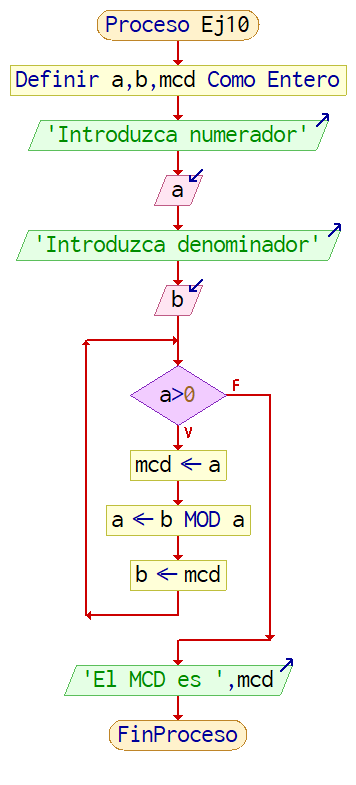 Proceso Ej10
Definir a,b,mcd Como Entero
'Introduzca numerador'
a
'Introduzca denominador'
b
a>0
F
V
mcd ← a
a ← b MOD a
b ← mcd
'El MCD es ',mcd
FinProceso